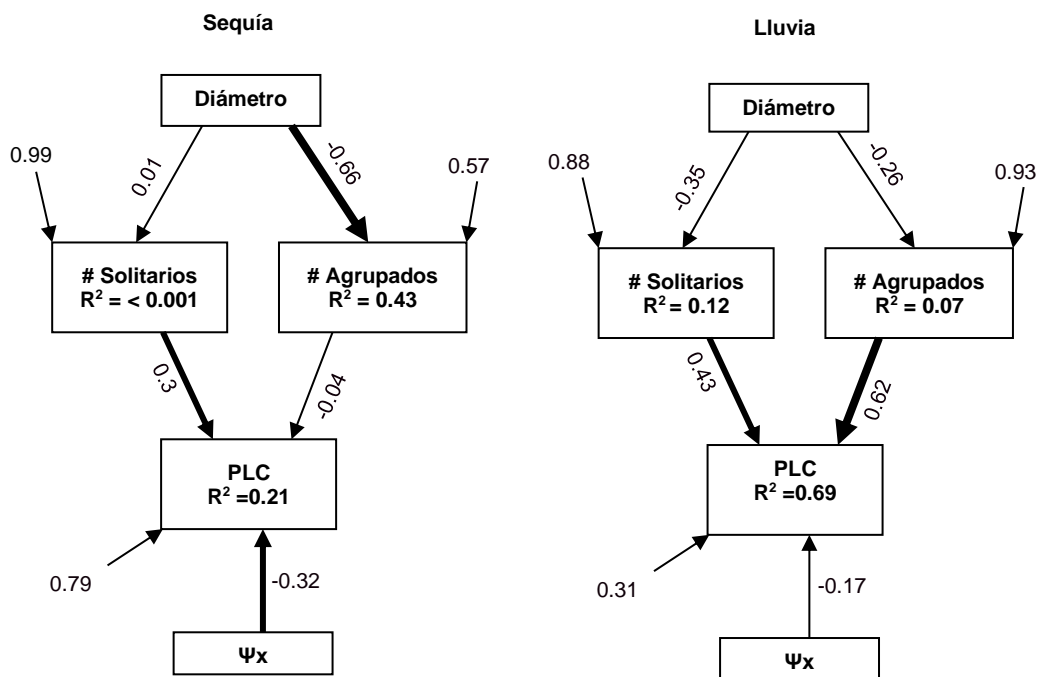 Sequía
Diámetro
0.99
0.01
-0.66
0.57
# Solitarios
R² = < 0.001
# Agrupados
R² = 0.43
0.3
-0.04
PLC
R² =0.21
0.79
-0.32
Ψx
Lluvia
Diámetro
0.88
-0.35
-0.26
0.93
# Solitarios
R² = 0.12
# Agrupados
R² = 0.07
0.43
0.62
PLC
R² =0.69
0.31
-0.17
Ψx